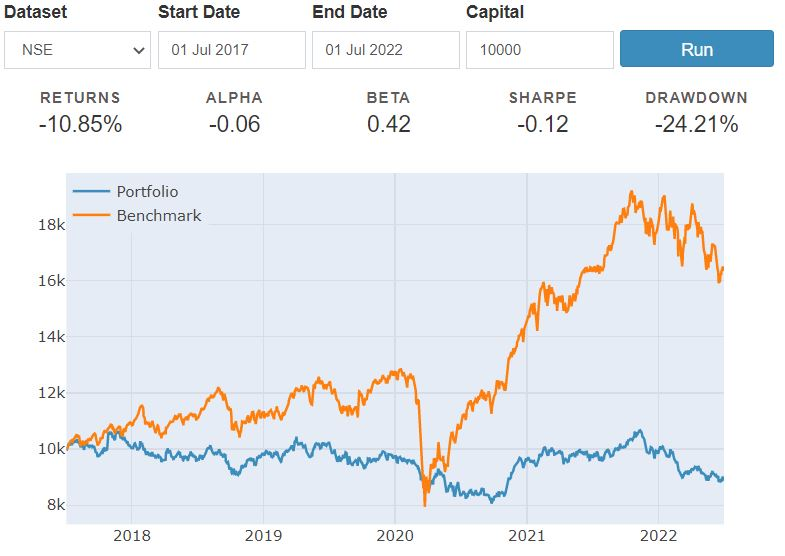 Dataset Start Date End Date Capital
NSE 01 Jul 2017 01 Jul 2022 10000 Run
RETURNS ALPHA BETA SHARPE DRAWDOWN
-10.85% -0.06 0.42 -0.12 -24.21%
Portfolio
Benchmark
18k
16k
14k
12k
10k
8k
2018 2019 2020 2021 2022